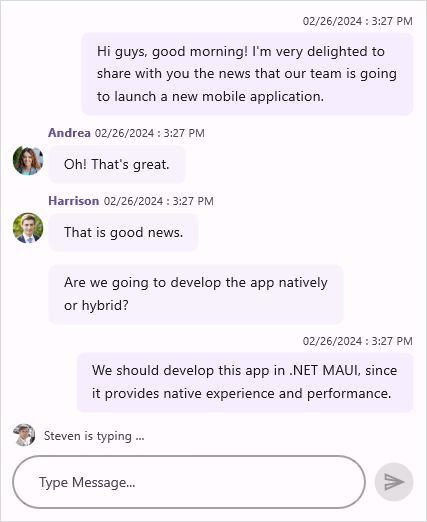 02/26/2024 : 3:27 PM
Hi guys, good morning! I'm very delighted to
share with you the news that our team is going
to launch a new mobile application.
Andrea 02/26/2024 : 3:27 PM
Oh! That's great.
Harrison 02/26/2024 : 3:27 PM
That is good news.
Are we going to develop the app natively
or hybrid?
02/26/2024 : 3:27 PM
We should develop this app in .NET MAUI, since
it provides native experience and performance.
Steven is typing ...
Type Message...